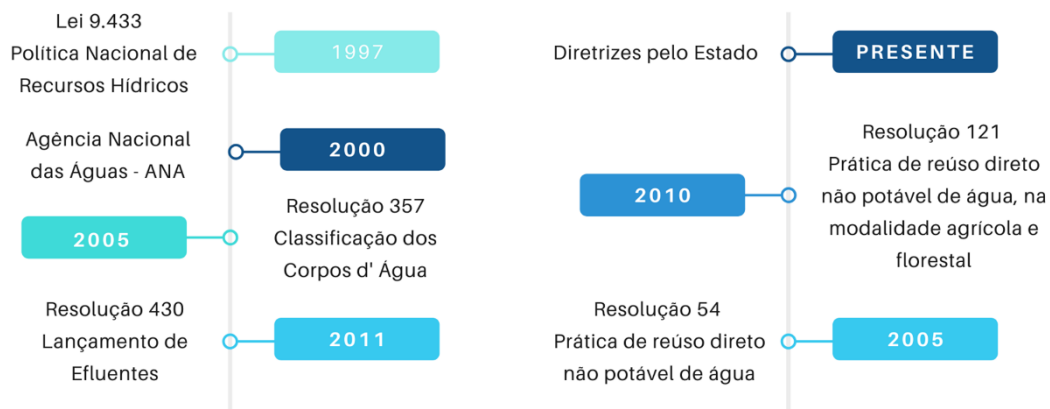 Lei 9.433
Política Nacional de
Recursos Hídricos
1997
Agência Nacional
das Águas - ANA
2000
2005
Resolução 357
Classificação dos
Corpos d' Água
Resolução 430
Lançamento de
Efluentes
2011
Diretrizes pelo Estado
PRESENTE
2010
Resolução 121
Prática de reúso direto
não potável de água, na
modalidade agrícola e
florestal
Resolução 54
Prática de reúso direto
não potável de água
2005